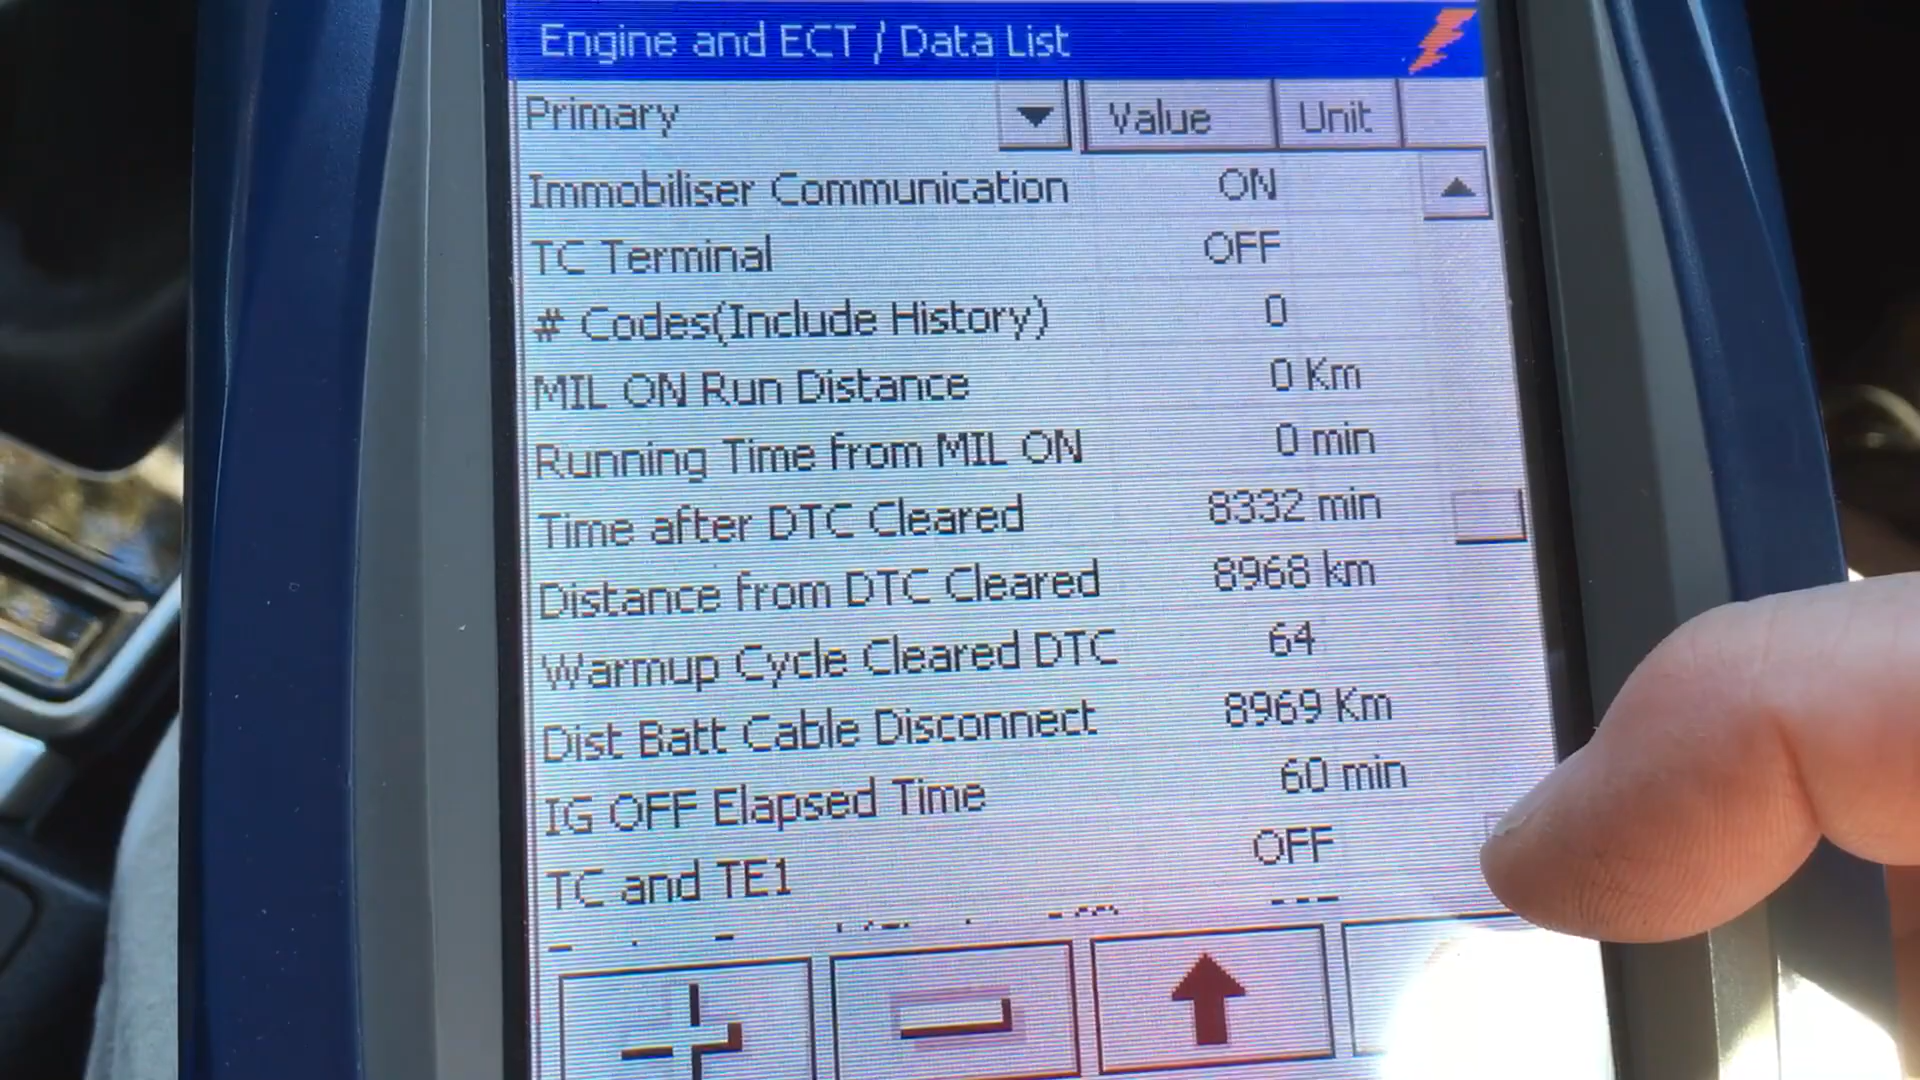 Engine and ECT / Data List
Primary Value Unit
Immobiliser Communication ON
TC Terminal OFF
# Codes(Include History) 0
MIL ON Run Distance 0 Km
Running Time from MIL ON 0 min
Time after DTC Cleared 8332 min
Distance from DTC Cleared 8968 km
Warmup Cycle Cleared DTC 64
Dist Batt Cable Disconnect 8969 Km
IG OFF Elapsed Time 60 min
TC and TE1 OFF